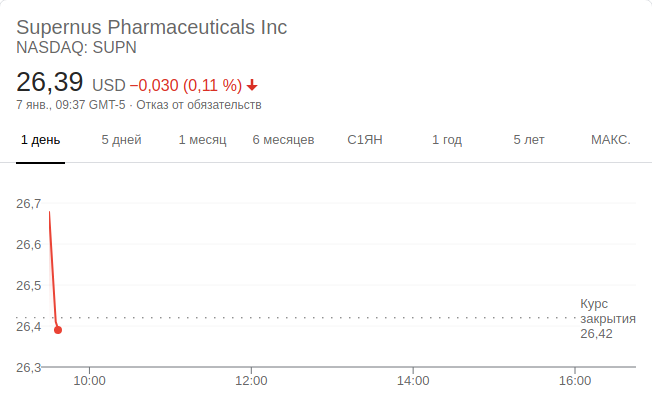 Supernus Pharmaceuticals Inc
NASDAQ: SUPN
26,39 USD −0,030 (0,11 %)
7 янв., 09:37 GMT-5 · Отказ от обязательств
1 день 5 дней 1 месяц 6 месяцев С1ЯН 1 год 5 лет МАКС.
26,7
26,6
26,5
26,4
26,3
Курс
закрытия
26,42
10:00 12:00 14:00 16:00